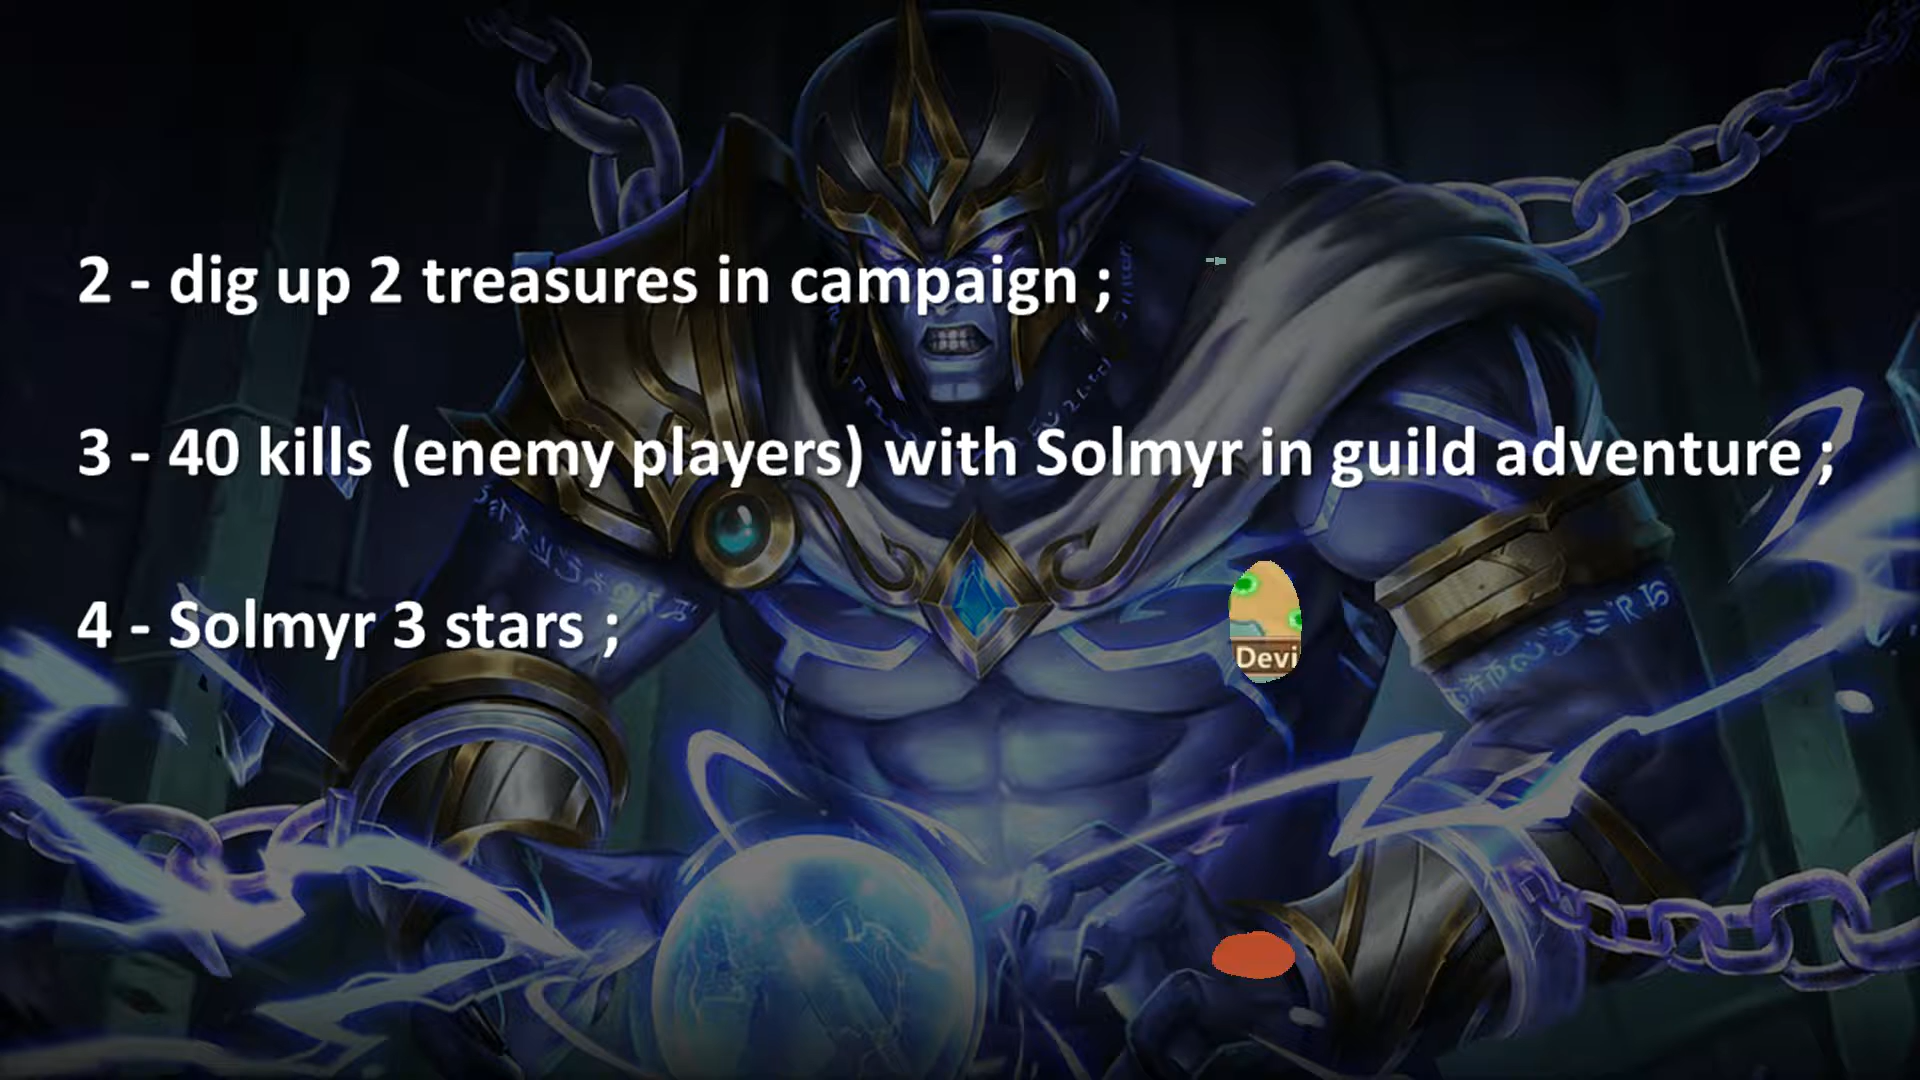 2 - dig up 2 treasures in campaign ;
3 - 40 kills (enemy players) with Solmyr in guild adventure ;
4 - Solmyr 3 stars ;
Devi